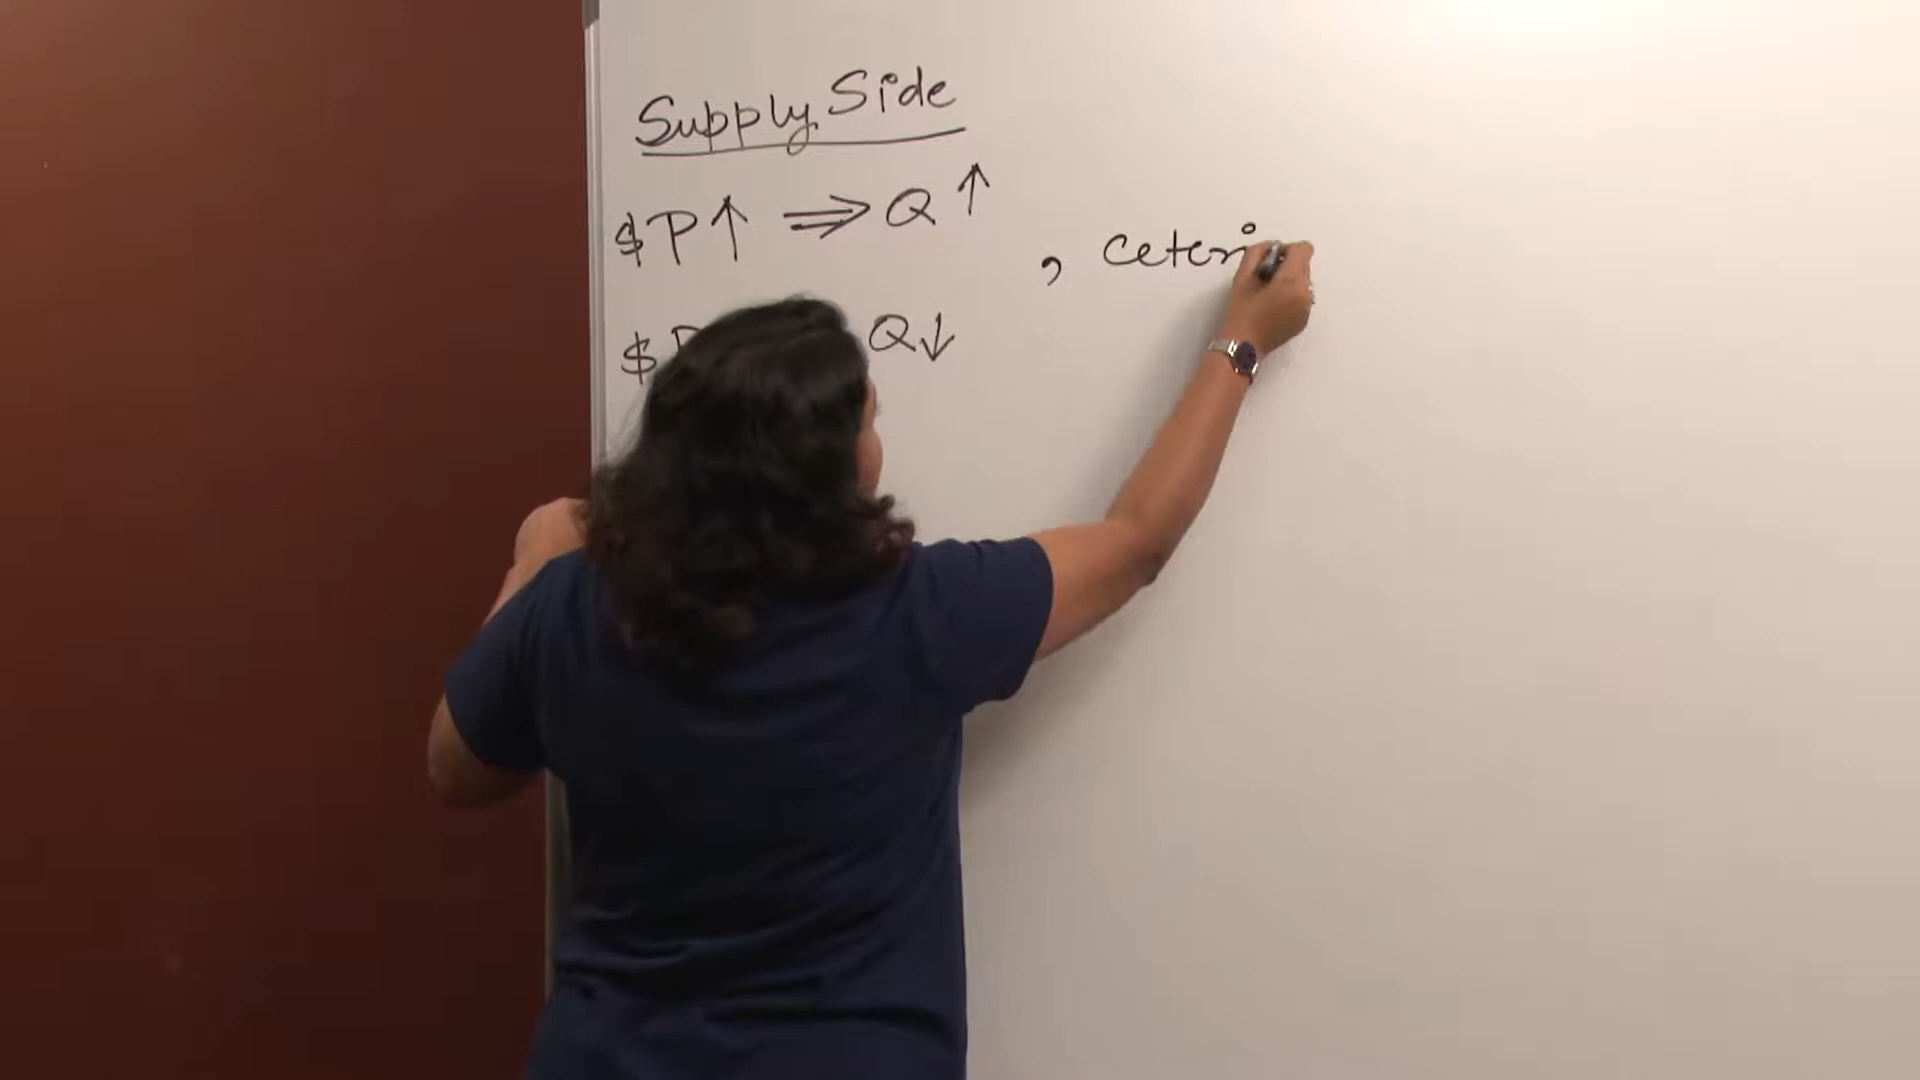 Supply Side
$P↑ ⇒ Q↑
, ceteri
$P Q↓